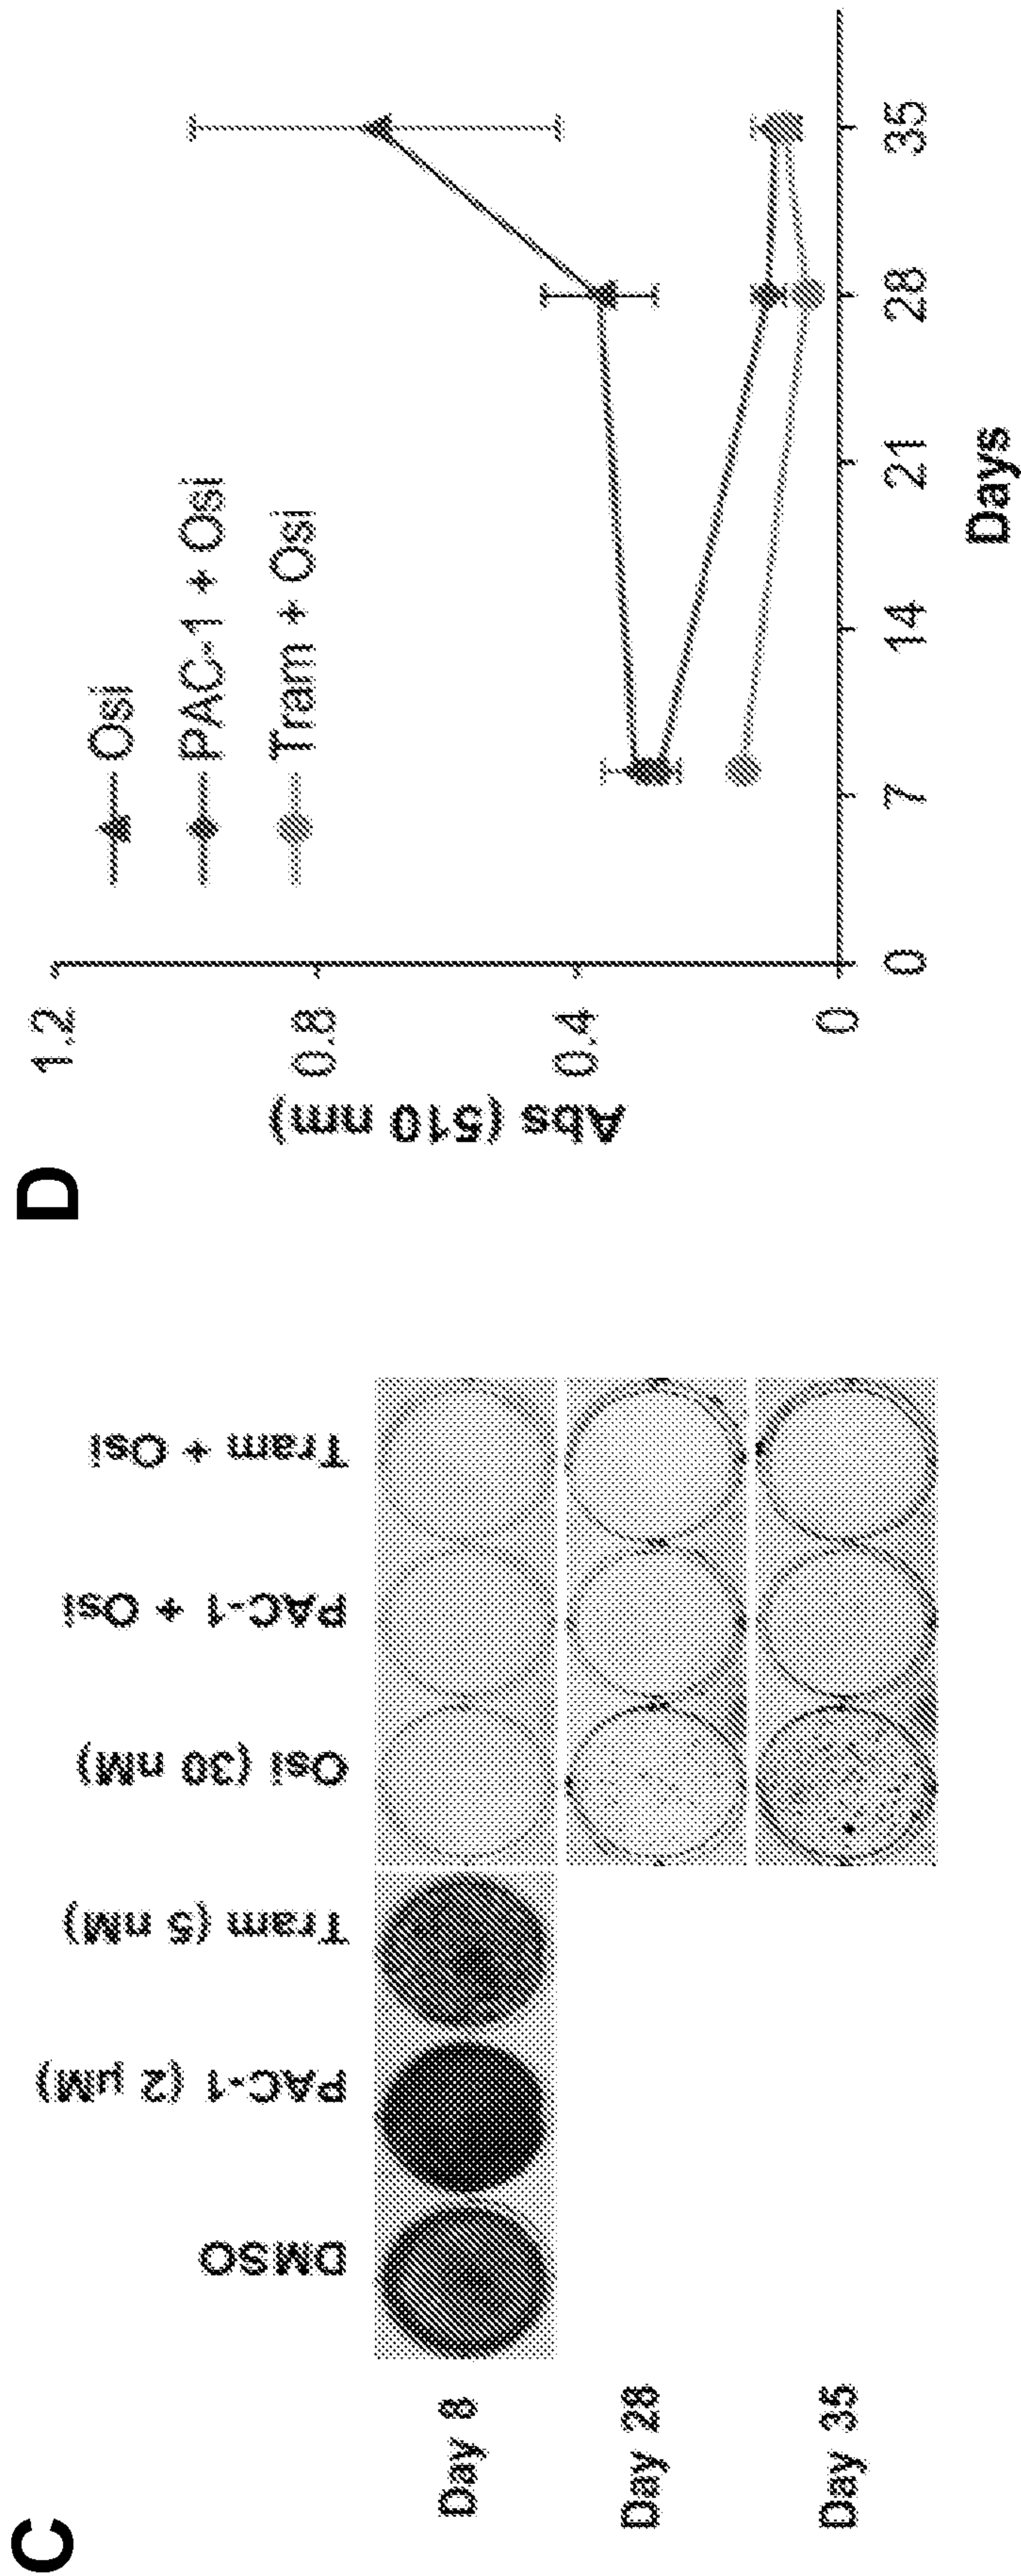 C
DMSO
PAC-1 (2 µM)
Tram (5 nM)
Osi (30 nM)
PAC-1 + Osi
Tram + Osi
Day 8
Day 28
Day 35
D
Abs (510 nm)
1.2
0.8
0.4
0
Osi
PAC-1 + Osi
Tram + Osi
0
7
14
21
28
35
Days